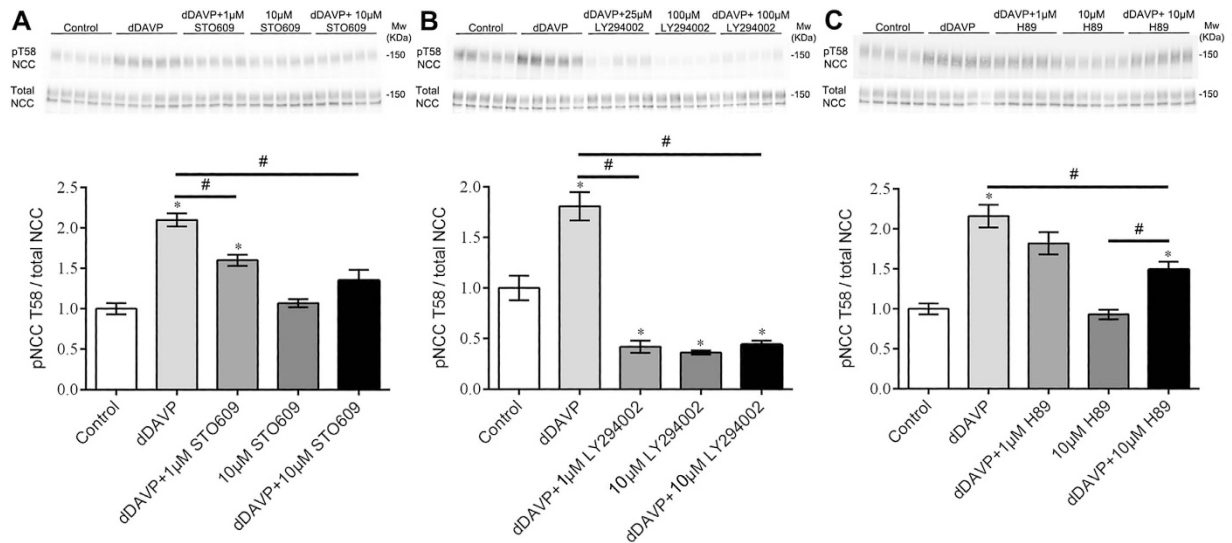 A
Control
dDAVP
dDAVP+1µM
STO609
10µM
STO609
dDAVP+ 10µM
STO609
Mw
(KDa)
pT58
NCC
-150
Total
NCC
-150
#
#
pNCC T58 / total NCC
2.5
2.0
1.5
1.0
0.5
0.0
*
*
Control
dDAVP
dDAVP+1µM STO609
10µM STO609
dDAVP+10µM STO609
B
Control
dDAVP
dDAVP+25µM
LY294002
100µM
LY294002
dDAVP+ 100µM
LY294002
Mw
(KDa)
pT58
NCC
-150
Total
NCC
-150
#
#
pNCC T58 / total NCC
2.0
1.5
1.0
0.5
0.0
*
*
*
*
Control
dDAVP
dDAVP+1µM LY294002
10µM LY294002
dDAVP+10µM LY294002
C
Control
dDAVP
dDAVP+1µM
H89
10µM
H89
dDAVP+ 10µM
H89
Mw
(KDa)
pT58
NCC
-150
Total
NCC
-150
#
#
pNCC T58 / total NCC
2.5
2.0
1.5
1.0
0.5
0.0
*
*
Control
dDAVP
dDAVP+1µM H89
10µM H89
dDAVP+10µM H89